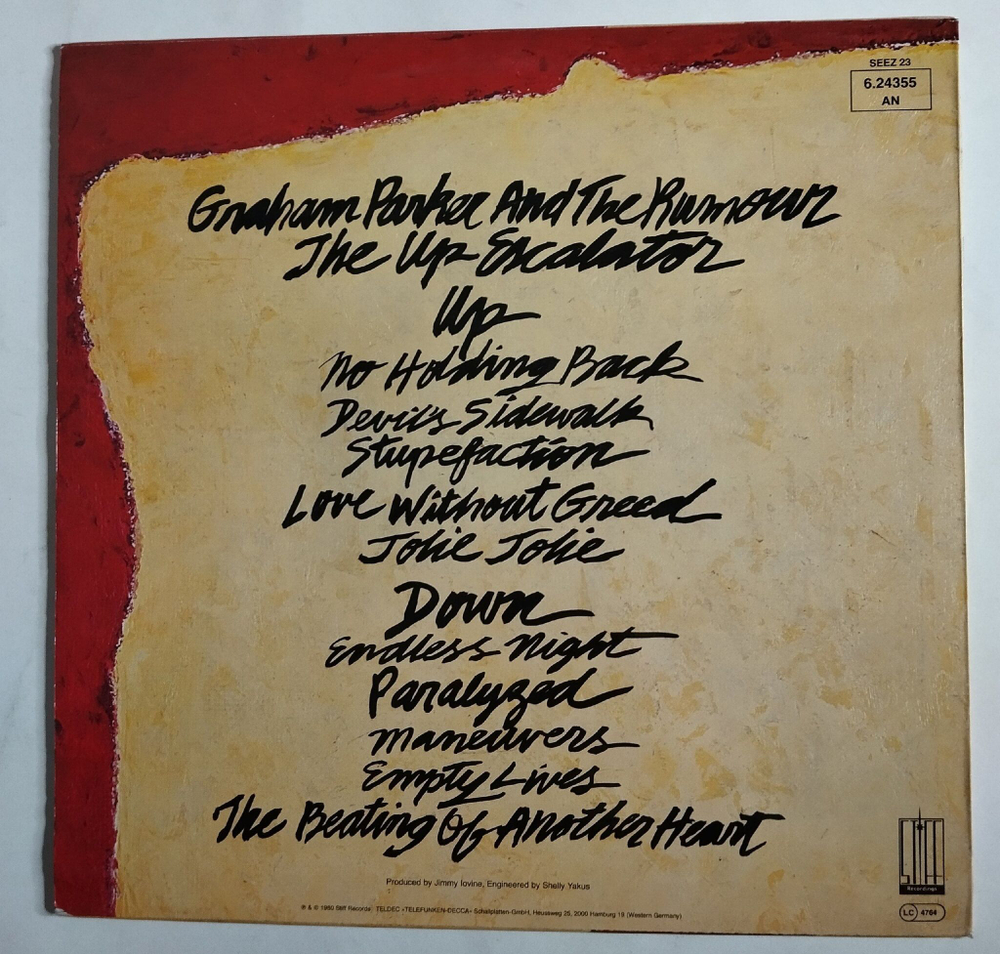 SEEZ 23
6.24355
AN
Graham Parker And The Rumour
The Up Escalator
Up
No Holding Back
Devil's Sidewalk
Stupefaction
Love Without Greed
Jolie Jolie
Down
Endless Night
Paralyzed
Maneuvers
Empty Lives
The Beating Of Another Heart
STIFF
Recordings
Produced by Jimmy Iovine, Engineered by Shelly Yakus
℗ & © 1980 Stiff Records TELDEC »TELEFUNKEN-DECCA« Schallplatten-GmbH, Heussweg 25, 2000 Hamburg 19 (Western Germany)
LC 4764